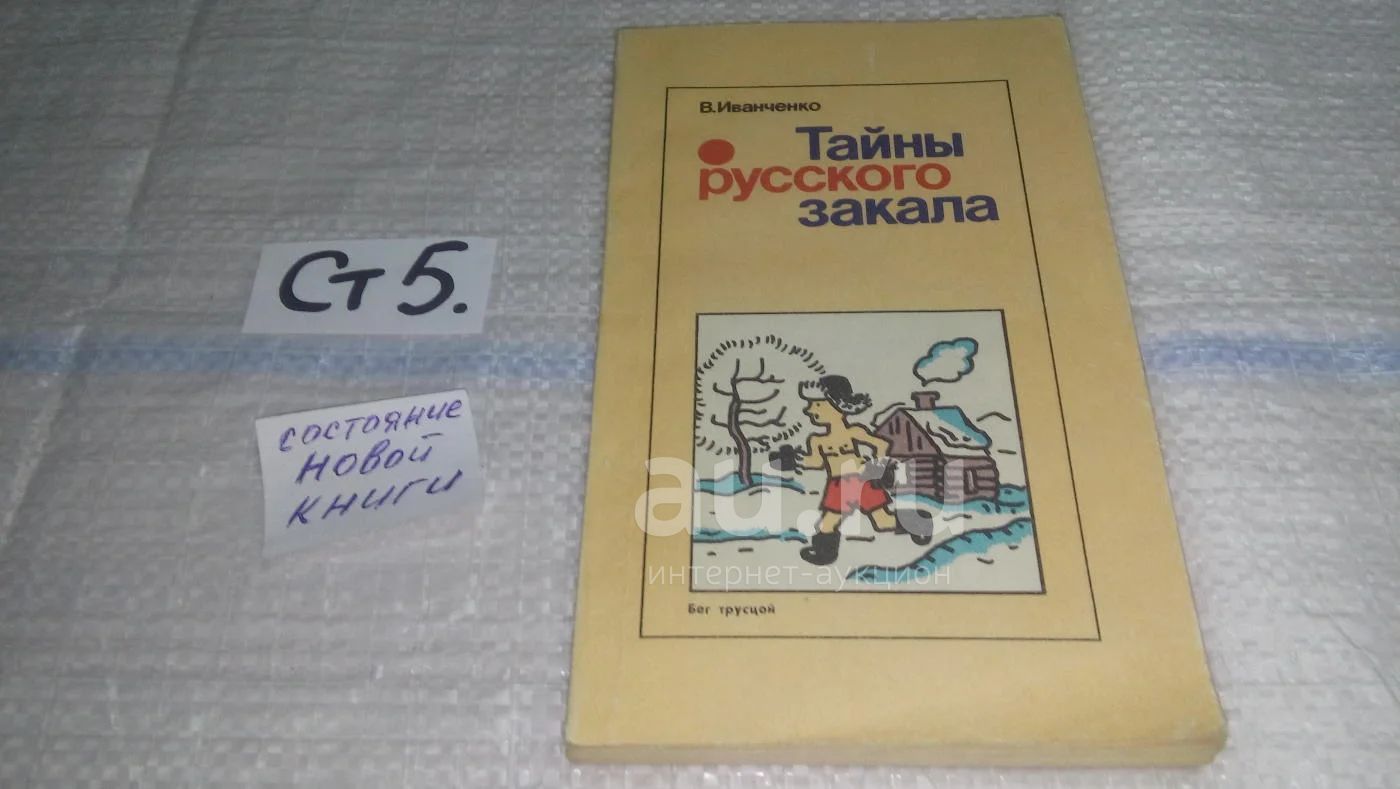 В.Иванченко
Тайны
русского
закала
Ст 5.
состояние
новой
книги
au.ru
интернет-аукцион
Бег трусцой